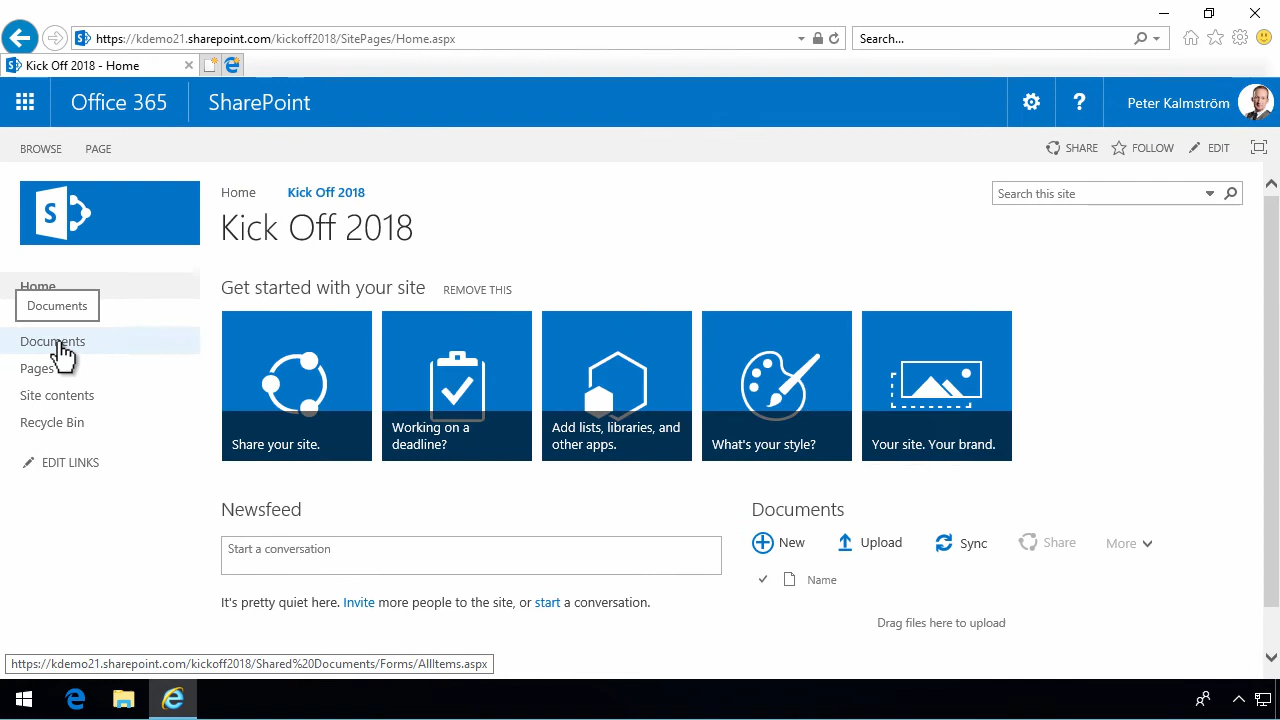 https://kdemo21.sharepoint.com/kickoff2018/SitePages/Home.aspx
Search...
Kick Off 2018 - Home
Office 365
SharePoint
?
Peter Kalmström
BROWSE
PAGE
SHARE
FOLLOW
EDIT
S
Home
Kick Off 2018
Search this site
Kick Off 2018
Home
Documents
Documents
Pages
Site contents
Recycle Bin
EDIT LINKS
Get started with your site
REMOVE THIS
Share your site.
Working on a
deadline?
Add lists, libraries, and
other apps.
What's your style?
Your site. Your brand.
Newsfeed
Start a conversation
It's pretty quiet here. Invite more people to the site, or start a conversation.
Documents
New
Upload
Sync
Share
More
Name
Drag files here to upload
https://kdemo21.sharepoint.com/kickoff2018/Shared%20Documents/Forms/AllItems.aspx